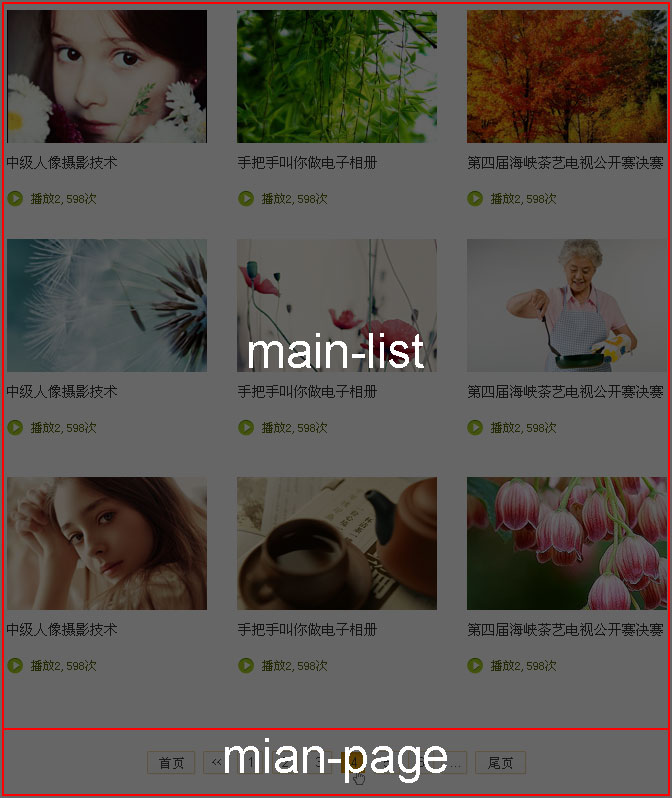 中级人像摄影技术 手把手叫你做电子相册 第四届海峡茶艺电视公开赛决赛
播放2,598次 播放2,598次 播放2,598次
main-list
中级人像摄影技术 手把手叫你做电子相册 第四届海峡茶艺电视公开赛决赛
播放2,598次 播放2,598次 播放2,598次
中级人像摄影技术 手把手叫你做电子相册 第四届海峡茶艺电视公开赛决赛
播放2,598次 播放2,598次 播放2,598次
mian-page
首页 << 1 2 3 4 ... 尾页